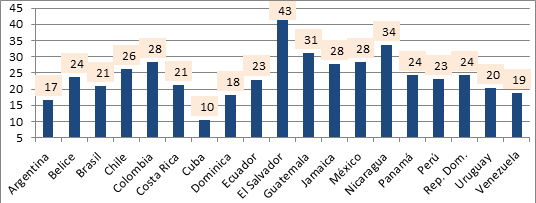 45
40
35
30
25
20
15
10
5
17
24
21
26
28
21
10
18
23
43
31
28
28
34
24
23
24
20
19
Argentina
Belice
Brasil
Chile
Colombia
Costa Rica
Cuba
Dominica
Ecuador
El Salvador
Guatemala
Jamaica
México
Nicaragua
Panamá
Perú
Rep. Dom.
Uruguay
Venezuela